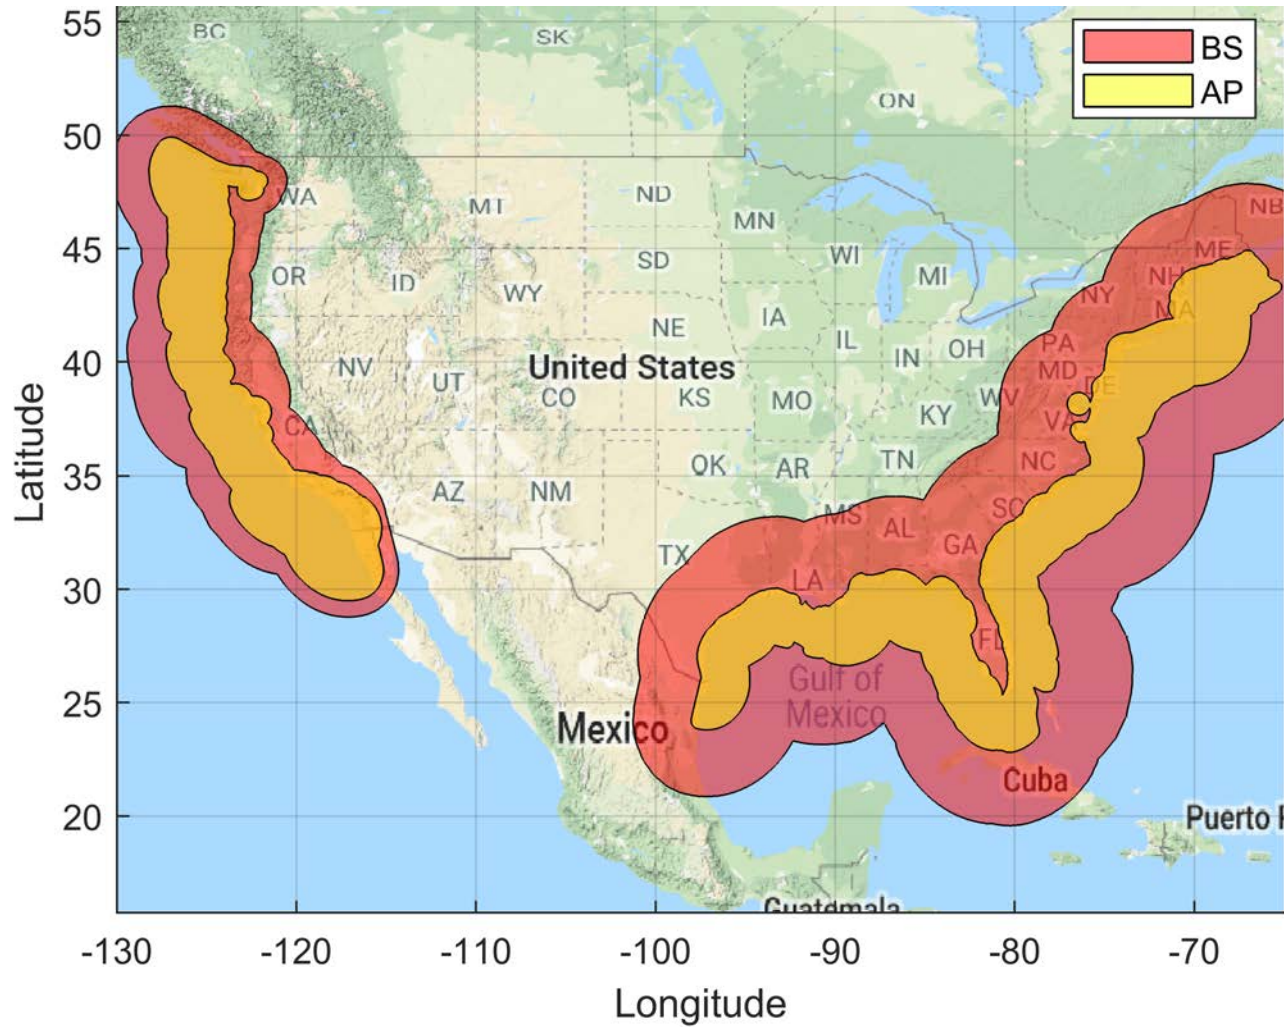 55
50
45
40
35
30
25
20
Latitude
-130
-120
-110
-100
-90
-80
-70
Longitude
BS
AP
BC
SK
ON
NB
WA
MT
ND
MN
ME
OR
ID
SD
WI
MI
NH
WY
NY
MA
NE
IA
NV
UT
United States
CO
IL
IN
OH
PA
MD
DE
KS
MO
WV
KY
VA
CA
AZ
NM
OK
AR
TN
NC
SC
TX
MS
AL
GA
LA
FL
Gulf of
Mexico
Mexico
Cuba
Puerto
Guatemala